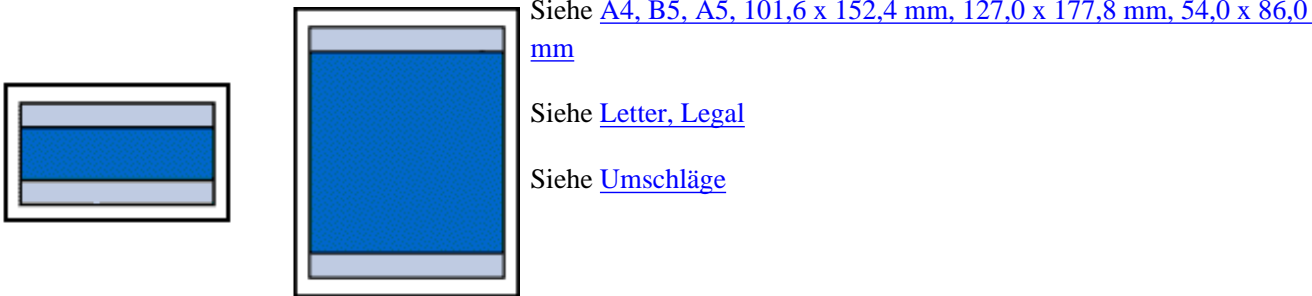 Siehe A4, B5, A5, 101,6 x 152,4 mm, 127,0 x 177,8 mm, 54,0 x 86,0
mm
Siehe Letter, Legal
Siehe Umschläge